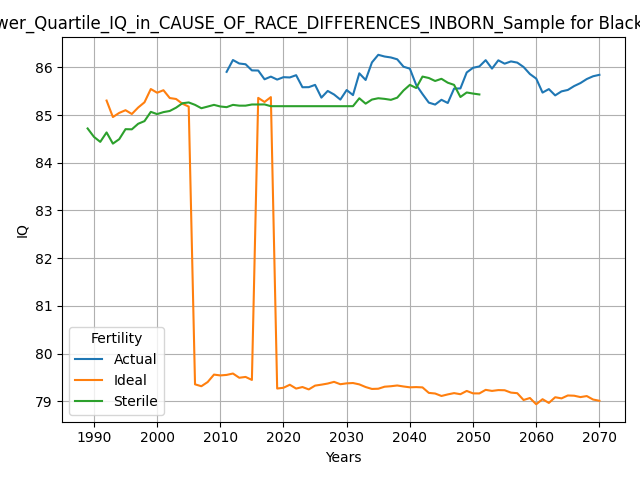 wer_Quartile_IQ_in_CAUSE_OF_RACE_DIFFERENCES_INBORN_Sample for Black
86
85
84
83
82
81
80
79
IQ
Fertility
Actual
Ideal
Sterile
1990 2000 2010 2020 2030 2040 2050 2060 2070
Years